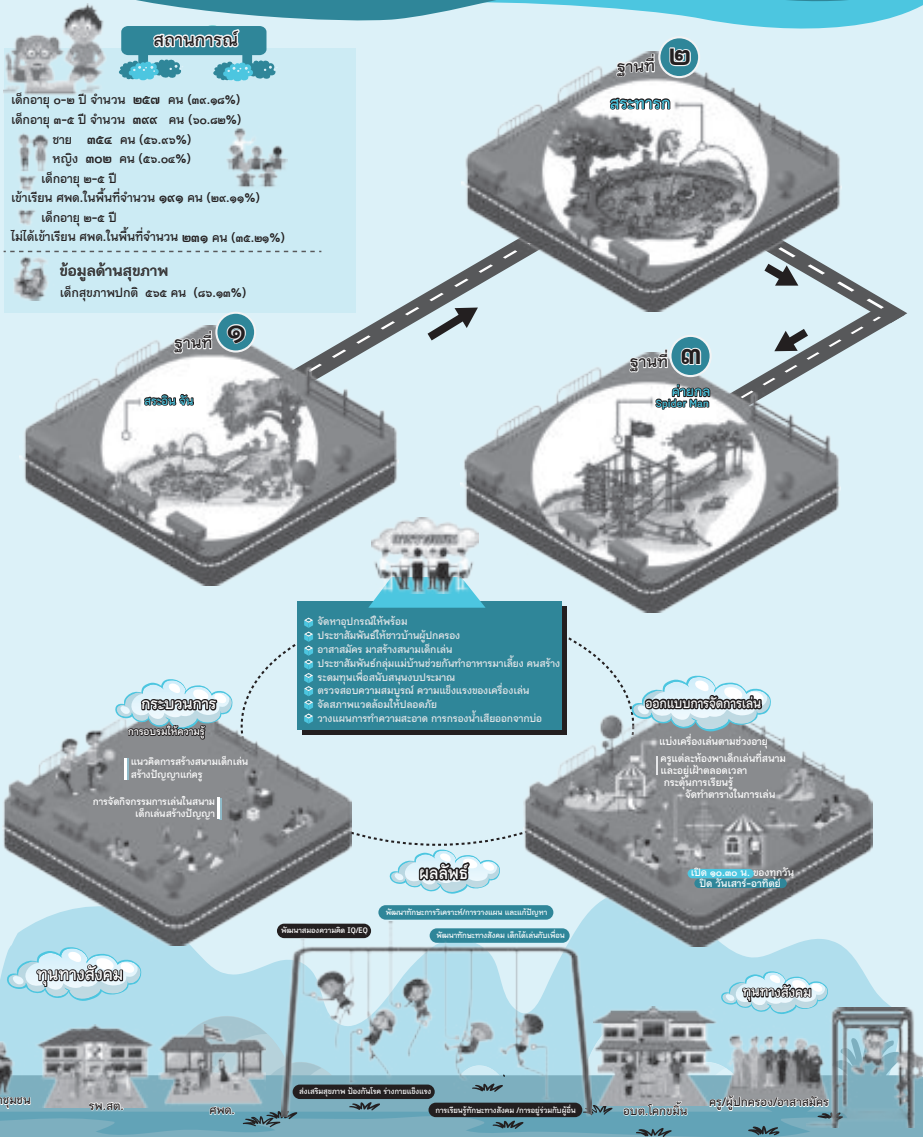 สถานการณ์
เด็กอายุ ๐-๒ ปี จำนวน ๒๕๗ คน (๓๙.๑๘%)
เด็กอายุ ๓-๕ ปี จำนวน ๓๙๙ คน (๖๐.๘๒%)
ชาย ๓๕๔ คน (๕๖.๙๖%)
หญิง ๓๐๒ คน (๕๖.๐๔%)
เด็กอายุ ๒-๕ ปี
เข้าเรียน ศพด.ในพื้นที่จำนวน ๑๙๑ คน (๒๙.๑๑%)
เด็กอายุ ๒-๕ ปี
ไม่ได้เข้าเรียน ศพด.ในพื้นที่จำนวน ๒๓๑ คน (๓๕.๒๑%)
ข้อมูลด้านสุขภาพ
เด็กสุขภาพปกติ ๕๖๕ คน (๘๖.๑๓%)
ฐานที่ ๒
สระทารก
ฐานที่ ๑
สระอิน จัน
ฐานที่ ๓
ค่ายกล
Spider Man
จัดหาอุปกรณ์ให้พร้อม
ประชาสัมพันธ์ให้ชาวบ้านผู้ปกครอง
อาสาสมัคร มาสร้างสนามเด็กเล่น
ประชาสัมพันธ์กลุ่มแม่บ้านช่วยกันทำอาหารมาเลี้ยง คนสร้าง
ระดมทุนเพื่อสนับสนุนงบประมาณ
ตรวจสอบความสมบูรณ์ ความแข็งแรงของเครื่องเล่น
จัดสภาพแวดล้อมให้ปลอดภัย
วางแผนการทำความสะอาด การกรองน้ำเสียออกจากบ่อ
กระบวนการ
การอบรมให้ความรู้
แนวคิดการสร้างสนามเด็กเล่น
สร้างปัญญาแก่ครู
การจัดกิจกรรมการเล่นในสนาม
เด็กเล่นสร้างปัญญา
ออกแบบการจัดการเล่น
แบ่งเครื่องเล่นตามช่วงอายุ
ครูแต่ละห้องพาเด็กเล่นที่สนาม
และอยู่เฝ้าตลอดเวลา
กระตุ้นการเรียนรู้
จัดทำตารางในการเล่น
เปิด ๑๐.๓๐ น. ของทุกวัน
ปิด วันเสาร์-อาทิตย์
ผลลัพธ์
พัฒนาทักษะการวิเคราะห์/การวางแผน และแก้ปัญหา
พัฒนาสมองความคิด IQ/EQ
พัฒนาทักษะทางสังคม เด็กได้เล่นกับเพื่อน
ทุนทางสังคม
ทุนทางสังคม
ส่งเสริมสุขภาพ ป้องกันโรค ร่างกายแข็งแรง
การเรียนรู้ทักษะทางสังคม /การอยู่ร่วมกับผู้อื่น
รพ.สต.
ศพด.
อบต.โคกขมิ้น
ครู/ผู้ปกครอง/อาสาสมัคร